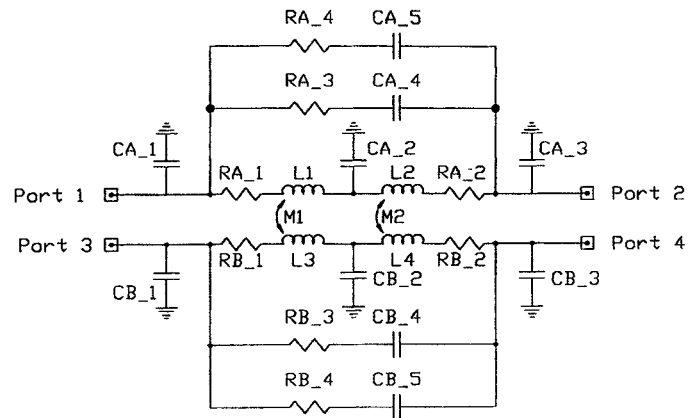 RA_4 CA_5
RA_3 CA_4
CA_1 CA_2 CA_3
RA_1 L1 L2 RA_2
Port 1 Port 2
M1 M2
Port 3 Port 4
RB_1 L3 L4 RB_2
CB_1 CB_2 CB_3
RB_3 CB_4
RB_4 CB_5